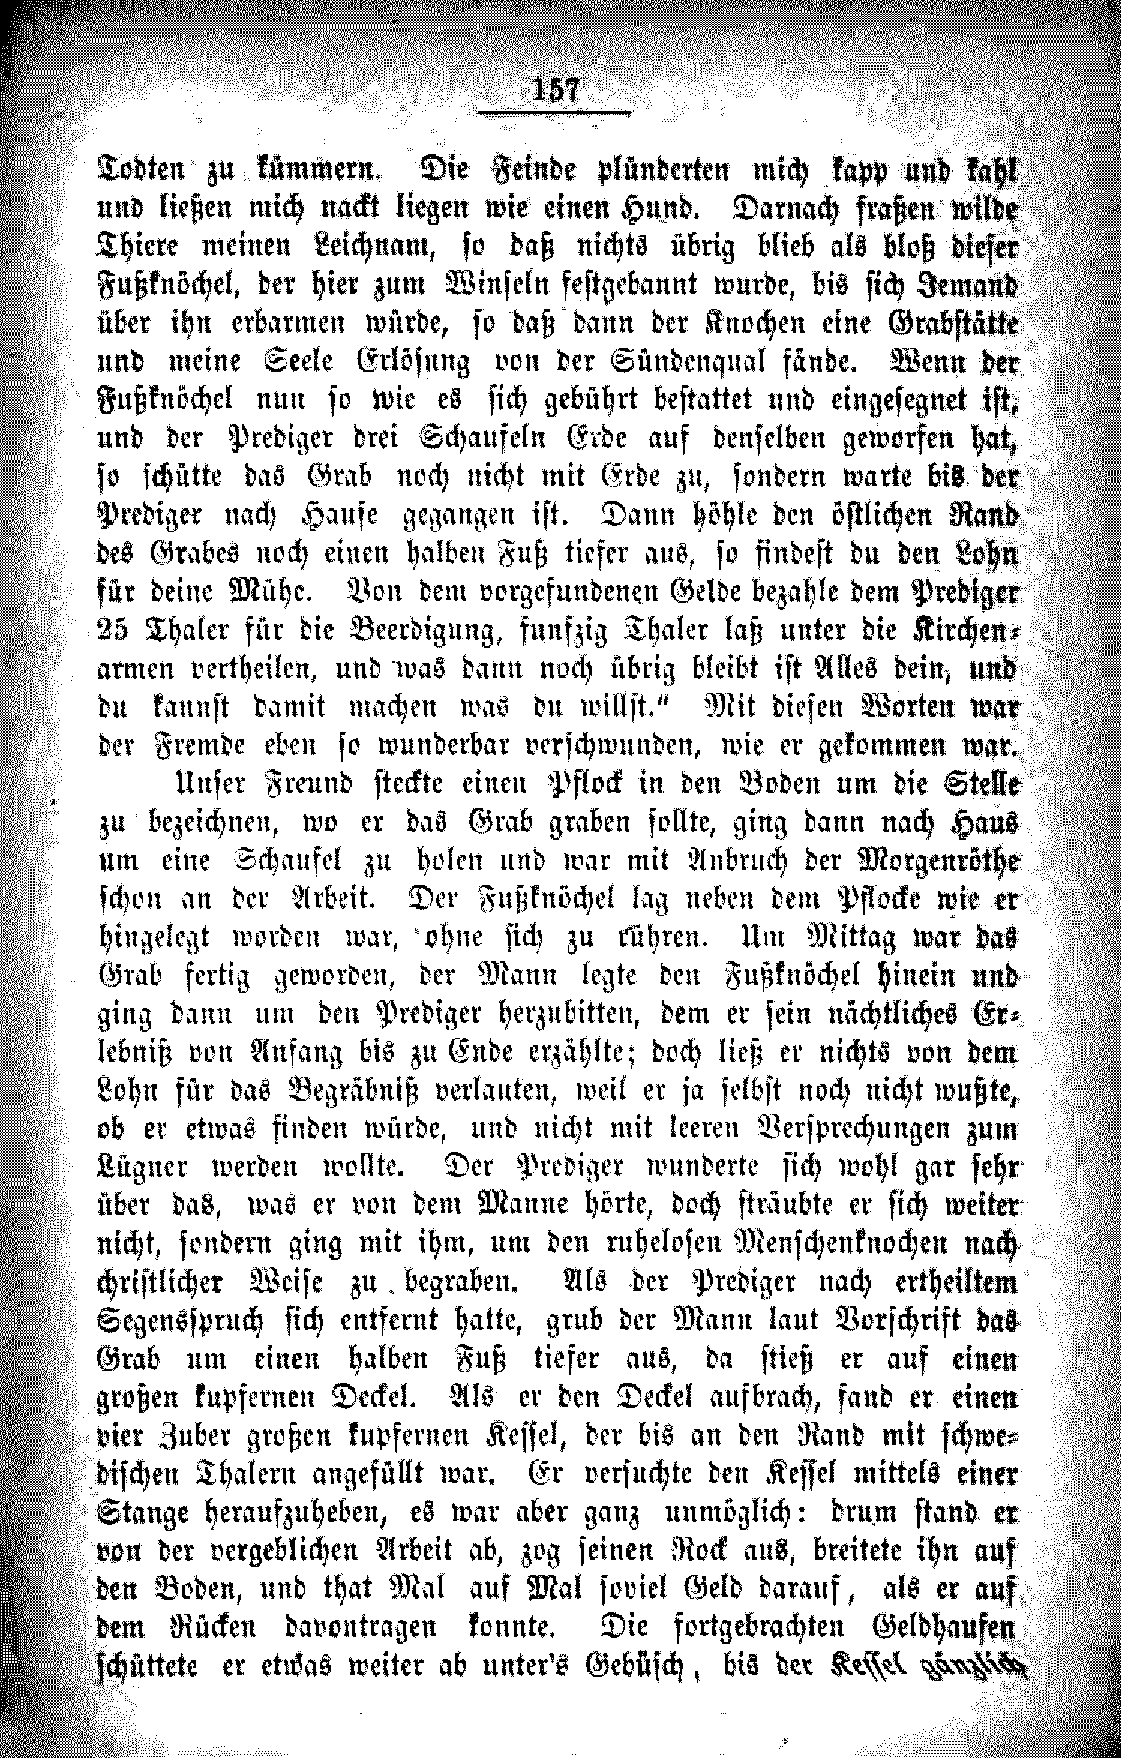 157
Todten zu kümmern. Die Feinde plünderten mich kapp und kahl
und ließen mich nackt liegen wie einen Hund. Darnach fraßen wilde
Thiere meinen Leichnam, so daß nichts übrig blieb als bloß dieser
Fußknöchel, der hier zum Winseln festgebannt wurde, bis sich Jemand
über ihn erbarmen würde, so daß dann der Knochen eine Grabstätte
und meine Seele Erlösung von der Sündenqual fände. Wenn der
Fußknöchel nun so wie es sich gebührt bestattet und eingesegnet ist,
und der Prediger drei Schaufeln Erde auf denselben geworfen hat,
so schütte das Grab noch nicht mit Erde zu, sondern warte bis der
Prediger nach Hause gegangen ist. Dann höhle den östlichen Rand
des Grabes noch einen halben Fuß tiefer aus, so findest du den Lohn
für deine Mühe. Von dem vorgefundenen Gelde bezahle dem Prediger
25 Thaler für die Beerdigung, funfzig Thaler laß unter die Kirchen-
armen vertheilen, und was dann noch übrig bleibt ist Alles dein, und
du kannst damit machen was du willst.“ Mit diesen Worten war
der Fremde eben so wunderbar verschwunden, wie er gekommen war.
Unser Freund steckte einen Pflock in den Boden um die Stelle
zu bezeichnen, wo er das Grab graben sollte, ging dann nach Haus
um eine Schaufel zu holen und war mit Anbruch der Morgenröthe
schon an der Arbeit. Der Fußknöchel lag neben dem Pflocke wie er
hingelegt worden war, ohne sich zu rühren. Um Mittag war das
Grab fertig geworden, der Mann legte den Fußknöchel hinein und
ging dann um den Prediger herzubitten, dem er sein nächtliches Er-
lebniß von Anfang bis zu Ende erzählte; doch ließ er nichts von dem
Lohn für das Begräbniß verlauten, weil er ja selbst noch nicht wußte,
ob er etwas finden würde, und nicht mit leeren Versprechungen zum
Lügner werden wollte. Der Prediger wunderte sich wohl gar sehr
über das, was er von dem Manne hörte, doch sträubte er sich weiter
nicht, sondern ging mit ihm, um den ruhelosen Menschenknochen nach
christlicher Weise zu begraben. Als der Prediger nach ertheiltem
Segensspruch sich entfernt hatte, grub der Mann laut Vorschrift das
Grab um einen halben Fuß tiefer aus, da stieß er auf einen
großen kupfernen Deckel. Als er den Deckel aufbrach, fand er einen
vier Zuber großen kupfernen Kessel, der bis an den Rand mit schwe-
dischen Thalern angefüllt war. Er versuchte den Kessel mittels einer
Stange heraufzuheben, es war aber ganz unmöglich: drum stand er
von der vergeblichen Arbeit ab, zog seinen Rock aus, breitete ihn auf
den Boden, und that Mal auf Mal soviel Geld darauf, als er auf
dem Rücken davontragen konnte. Die fortgebrachten Geldhaufen
schüttete er etwas weiter ab unter's Gebüsch, bis der Kessel gänzlich